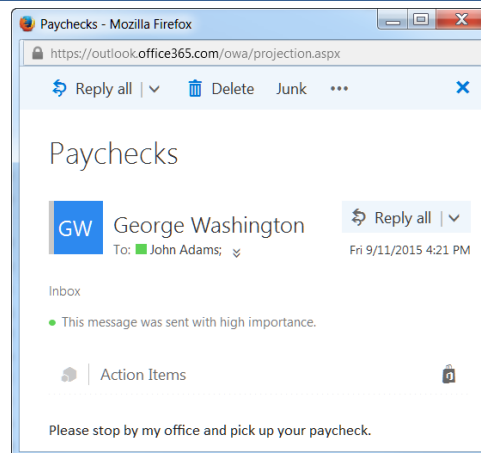 Paychecks - Mozilla Firefox
https://outlook.office365.com/owa/projection.aspx
Reply all | Delete Junk •••
Paychecks
GW George Washington Reply all |
To: John Adams; Fri 9/11/2015 4:21 PM
Inbox
• This message was sent with high importance.
Action Items
Please stop by my office and pick up your paycheck.